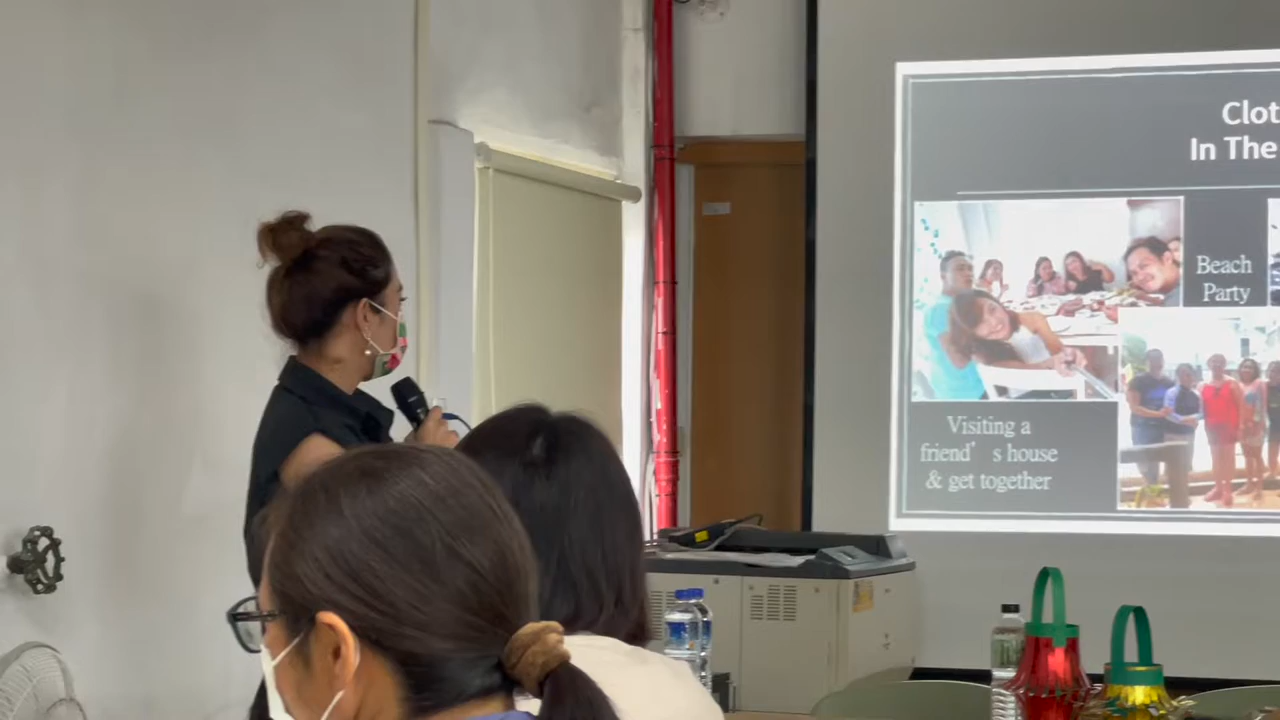 Clot
In The
Beach
Party
Visiting a
friend’ s house
& get together